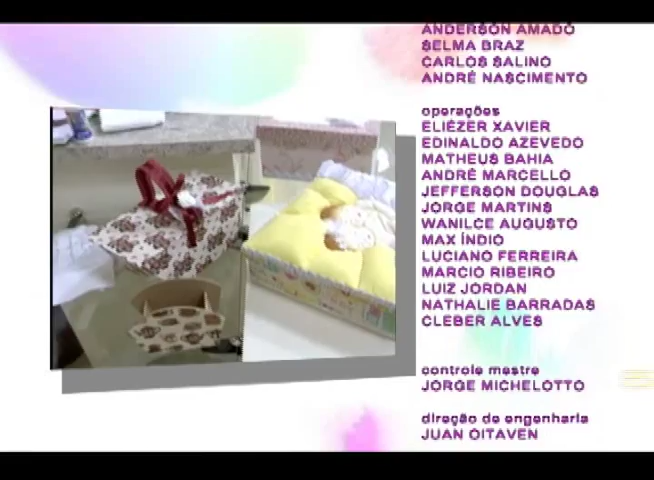 ANDERSON AMADO
SELMA BRAZ
CARLOS SALINO
ANDRÉ NASCIMENTO
operações
ELIÉZER XAVIER
EDINALDO AZEVEDO
MATHEUS BAHIA
ANDRÉ MARCELLO
JEFFERSON DOUGLAS
JORGE MARTINS
WANILCE AUGUSTO
MAX ÍNDIO
LUCIANO FERREIRA
MARCIO RIBEIRO
LUIZ JORDAN
NATHALIE BARRADAS
CLEBER ALVES
controle mestre
JORGE MICHELOTTO
direção de engenharia
JUAN OITAVEN